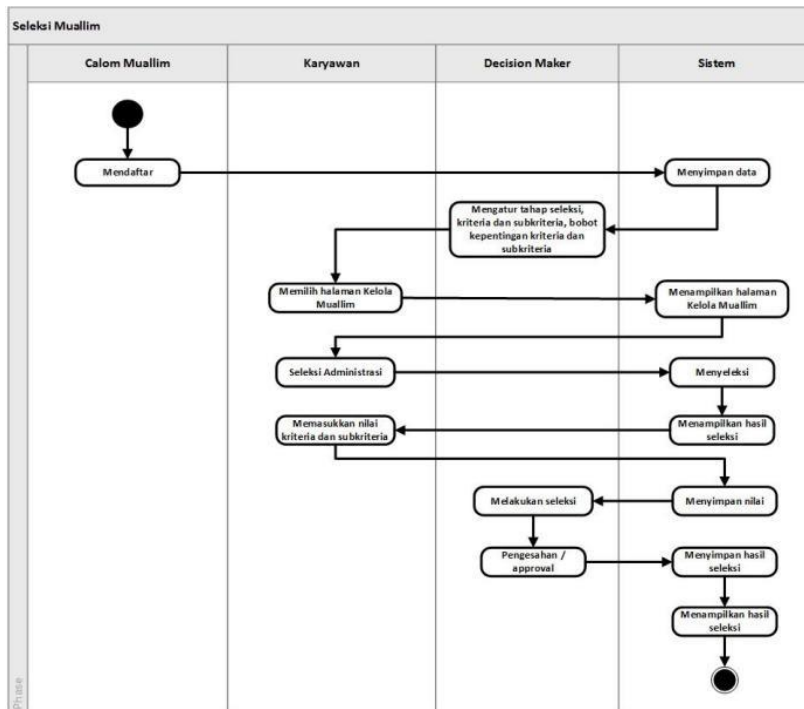 Seleksi Muallim
Calom Muallim
Karyawan
Decision Maker
Sistem
Mendaftar
Menyimpan data
Mengatur tahap seleksi,
kriteria dan subkriteria, bobot
kepentingan kriteria dan
subkriteria
Memilih halaman Kelola
Muallim
Menampilkan halaman
Kelola Muallim
Seleksi Administrasi
Menyeleksi
Memasukkan nilai
kriteria dan subkriteria
Menampilkan hasil
seleksi
Melakukan seleksi
Menyimpan nilai
Pengesahan /
approval
Menyimpan hasil
seleksi
Menampilkan hasil
seleksi
Phase